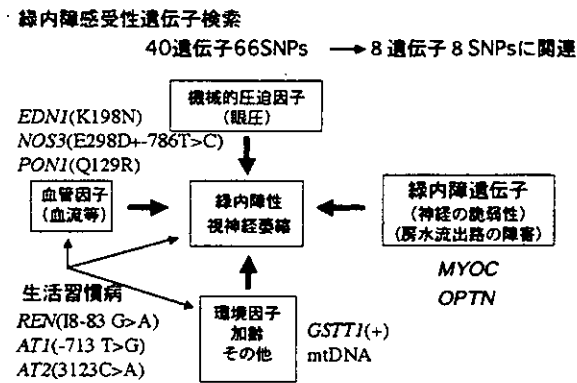 緑内障感受性遺伝子検索
40遺伝子66SNPs → 8遺伝子8SNPsに関連
機械的圧迫因子
(眼圧)
EDN1(K198N)
NOS3(E298D+-786T>C)
PON1(Q129R)
血管因子
(血流等)
緑内障性
視神経萎縮
緑内障遺伝子
(神経の脆弱性)
(房水流出路の障害)
MYOC
OPTN
生活習慣病
REN(I8-83 G>A)
AT1(-713 T>G)
AT2(3123C>A)
環境因子
加齢
その他
GSTT1(+)
mtDNA